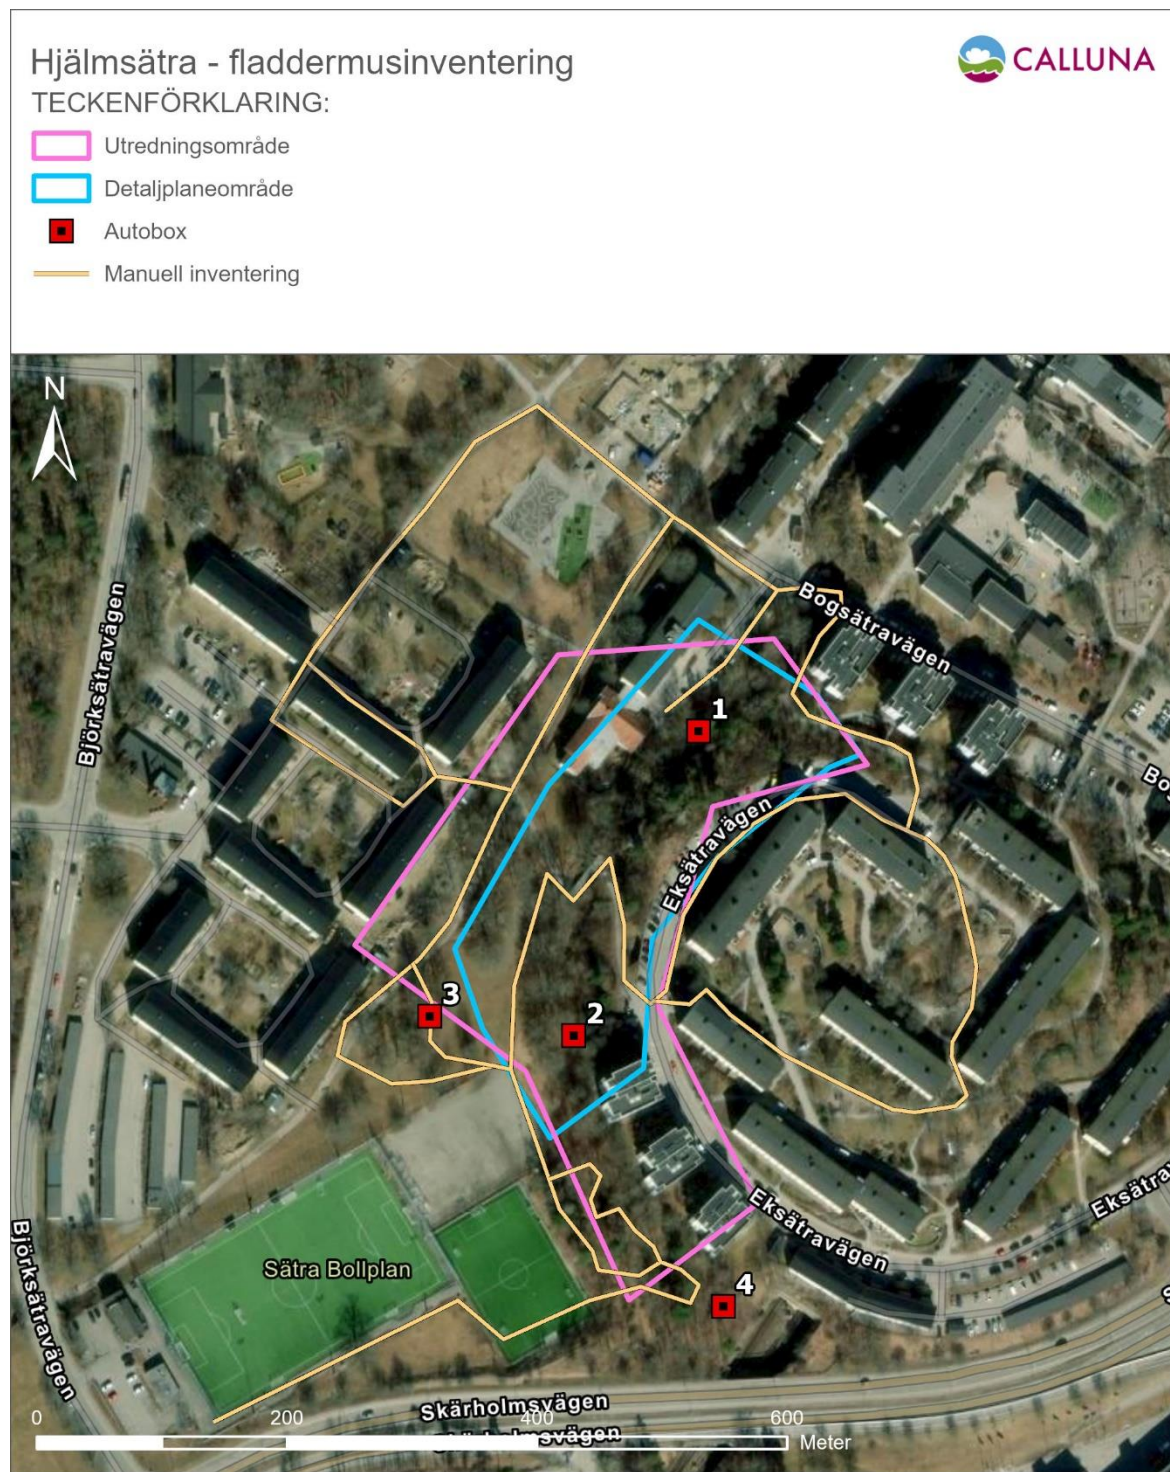 Hjälmsätra - fladdermusinventering
CALLUNA
TECKENFÖRKLARING:
Utredningsområde
Detaljplaneområde
Autobox
Manuell inventering
N
Björksätravägen
Bogsätravägen
1
Bo
Eksätravägen
3
2
Eksätravägen
Eksätra
Björksätravägen
Sätra Bollplan
4
S
Skärholmsvägen
0 200 400 600
Meter